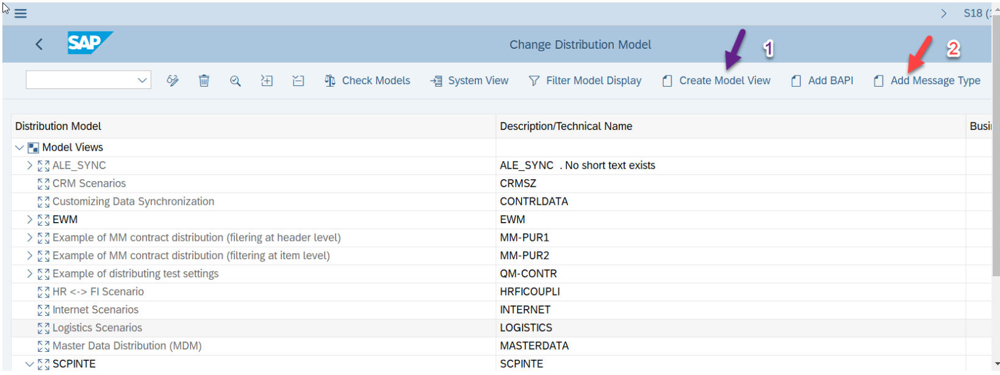 S18 (
SAP
Change Distribution Model
1
2
Check Models
System View
Filter Model Display
Create Model View
Add BAPI
Add Message Type
Distribution Model Description/Technical Name Busi
Model Views
ALE_SYNC ALE_SYNC . No short text exists
CRM Scenarios CRMSZ
Customizing Data Synchronization CONTRLDATA
EWM EWM
Example of MM contract distribution (filering at header level) MM-PUR1
Example of MM contract distribution (filtering at item level) MM-PUR2
Example of distributing test settings QM-CONTR
HR <-> FI Scenario HRFICOUPLI
Internet Scenarios INTERNET
Logistics Scenarios LOGISTICS
Master Data Distribution (MDM) MASTERDATA
SCPINTE SCPINTE